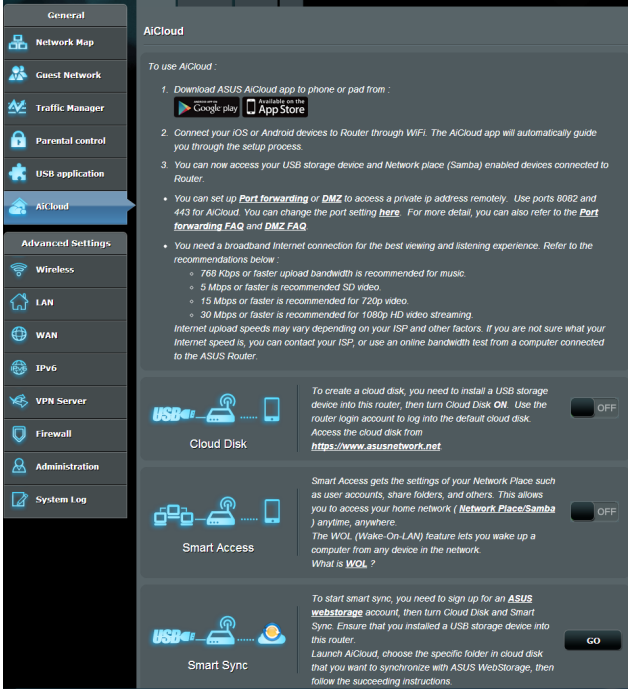 General
Network Map
Guest Network
Traffic Manager
Parental control
USB application
AiCloud
Advanced Settings
Wireless
LAN
WAN
IPv6
IPv6
VPN Server
Firewall
Administration
System Log
AiCloud
To use AiCloud :
1. Download ASUS AiCloud app to phone or pad from :
ANDROID APP ON
Google play
Available on the
App Store
2. Connect your iOS or Android devices to Router through WiFi. The AiCloud app will automatically guide
you through the setup process.
3. You can now access your USB storage device and Network place (Samba) enabled devices connected to
Router.
• You can set up Port forwarding or DMZ to access a private ip address remotely. Use ports 8082 and
443 for AiCloud. You can change the port setting here. For more detail, you can also refer to the Port
forwarding FAQ and DMZ FAQ.
• You need a broadband Internet connection for the best viewing and listening experience. Refer to the
recommendations below :
○ 768 Kbps or faster upload bandwidth is recommended for music.
○ 5 Mbps or faster is recommended SD video.
○ 15 Mbps or faster is recommended for 720p video.
○ 30 Mbps or faster is recommended for 1080p HD video streaming.
Internet upload speeds may vary depending on your ISP and other factors. If you are not sure what your
Internet speed is, you can contact your ISP, or use an online bandwidth test from a computer connected
to the ASUS Router.
USB
Cloud Disk
To create a cloud disk, you need to install a USB storage
device into this router, then turn Cloud Disk ON. Use the
router login account to log into the default cloud disk.
Access the cloud disk from
https://www.asusnetwork.net
OFF
Smart Access
Smart Access gets the settings of your Network Place such
as user accounts, share folders, and others. This allows
you to access your home network ( Network Place/Samba
) anytime, anywhere.
The WOL (Wake-On-LAN) feature lets you wake up a
computer from any device in the network.
What is WOL ?
OFF
USB
Smart Sync
To start smart sync, you need to sign up for an ASUS
webstorage account, then turn Cloud Disk and Smart
Sync. Ensure that you installed a USB storage device into
this router.
Launch AiCloud, choose the specific folder in cloud disk
that you want to synchronize with ASUS WebStorage, then
follow the succeeding instructions.
GO